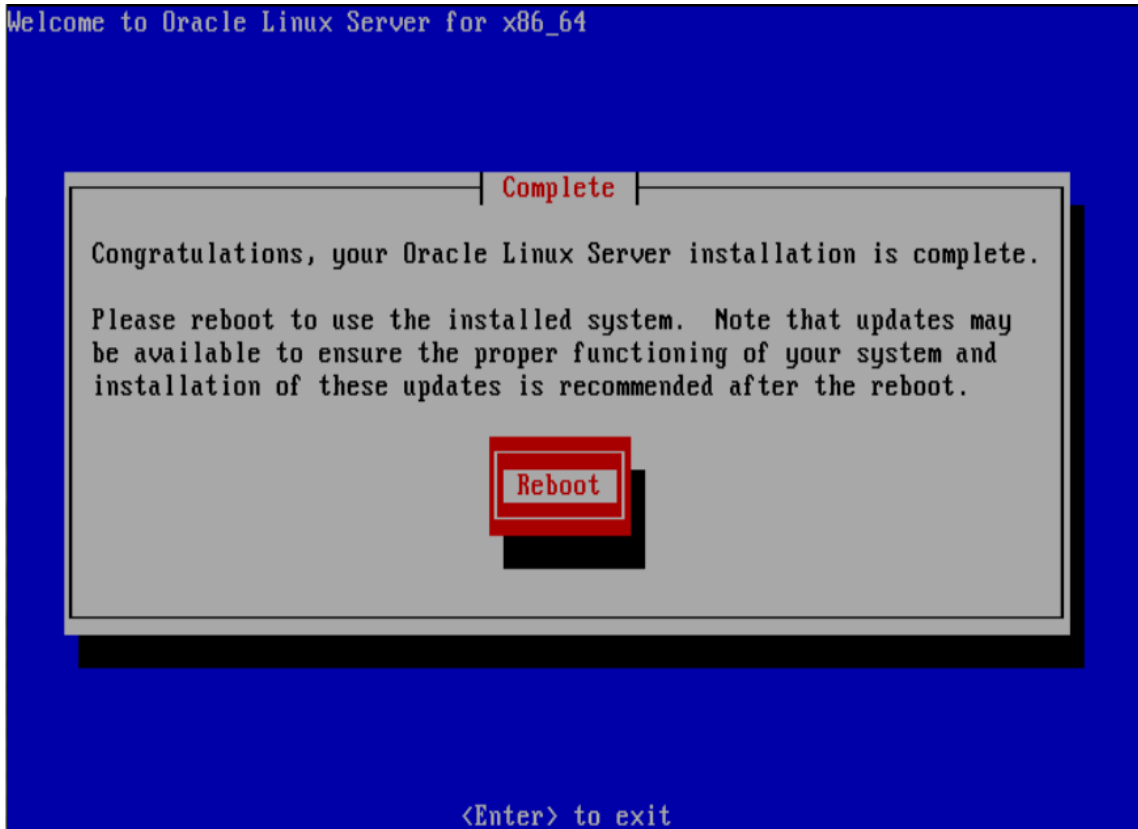 Welcome to Oracle Linux Server for x86_64
Complete
Congratulations, your Oracle Linux Server installation is complete.
Please reboot to use the installed system.  Note that updates may
be available to ensure the proper functioning of your system and
installation of these updates is recommended after the reboot.
Reboot
<Enter> to exit